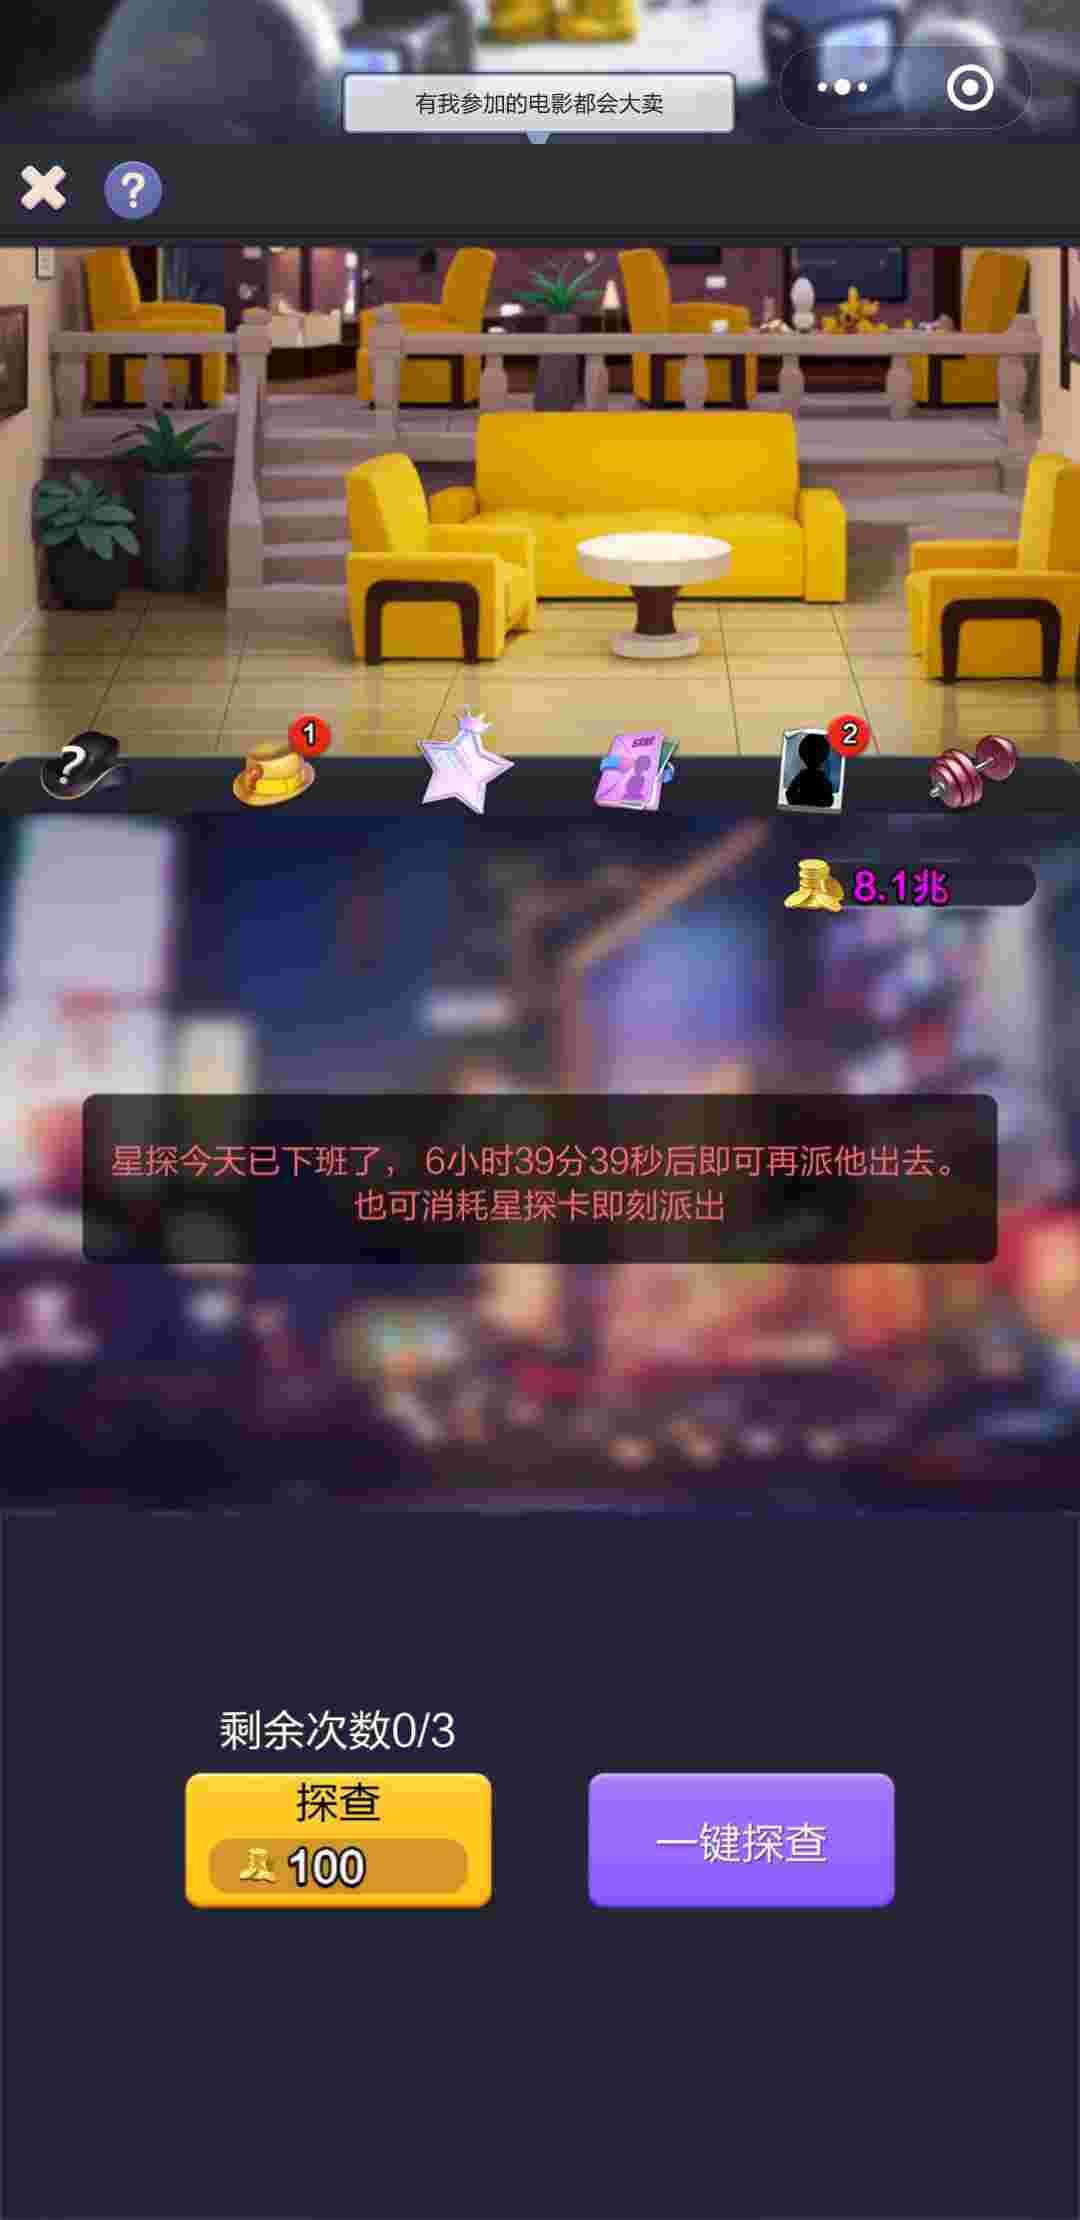 有我参加的电影都会大卖
?
1
2
?
8.1兆
星探今天已下班了，6小时39分39秒后即可再派他出去。
也可消耗星探卡即刻派出
剩余次数0/3
探查
100
一键探查